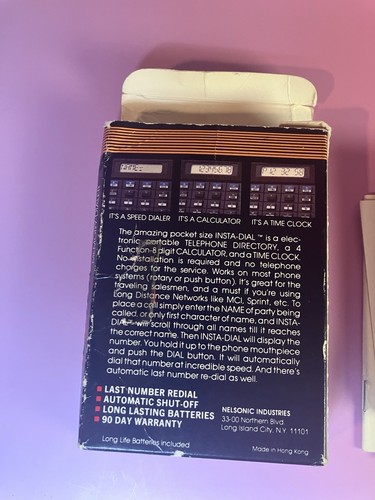 NAME=
12345678
P 12 32 58
IT'S A SPEED DIALER
IT'S A CALCULATOR
IT'S A TIME CLOCK
The amazing pocket size INSTA-DIAL™ is a elec-
tronic portable TELEPHONE DIRECTORY, a 4
Function-8 digit CALCULATOR, and a TIME CLOCK.
No installation is required and no telephone
charges for the service. Works on most phone
systems (rotary or push button). It's great for the
traveling salesmen, and a must if you're using
Long Distance Networks like MCI, Sprint, etc. To
place a call simply enter the NAME of party being
called, or only first character of name, and INSTA-
DIAL™ will scroll through all names till it reaches
the correct name. Then INSTA-DIAL will display the
number. You hold it up to the phone mouthpiece
and push the DIAL button. It will automatically
dial that number at incredible speed. And there's
automatic last number re-dial as well.
LAST NUMBER REDIAL
AUTOMATIC SHUT-OFF
LONG LASTING BATTERIES
90 DAY WARRANTY
Long Life Batteries included
NELSONIC INDUSTRIES
33-00 Northern Blvd.
Long Island City, N.Y. 11101
Made in Hong Kong